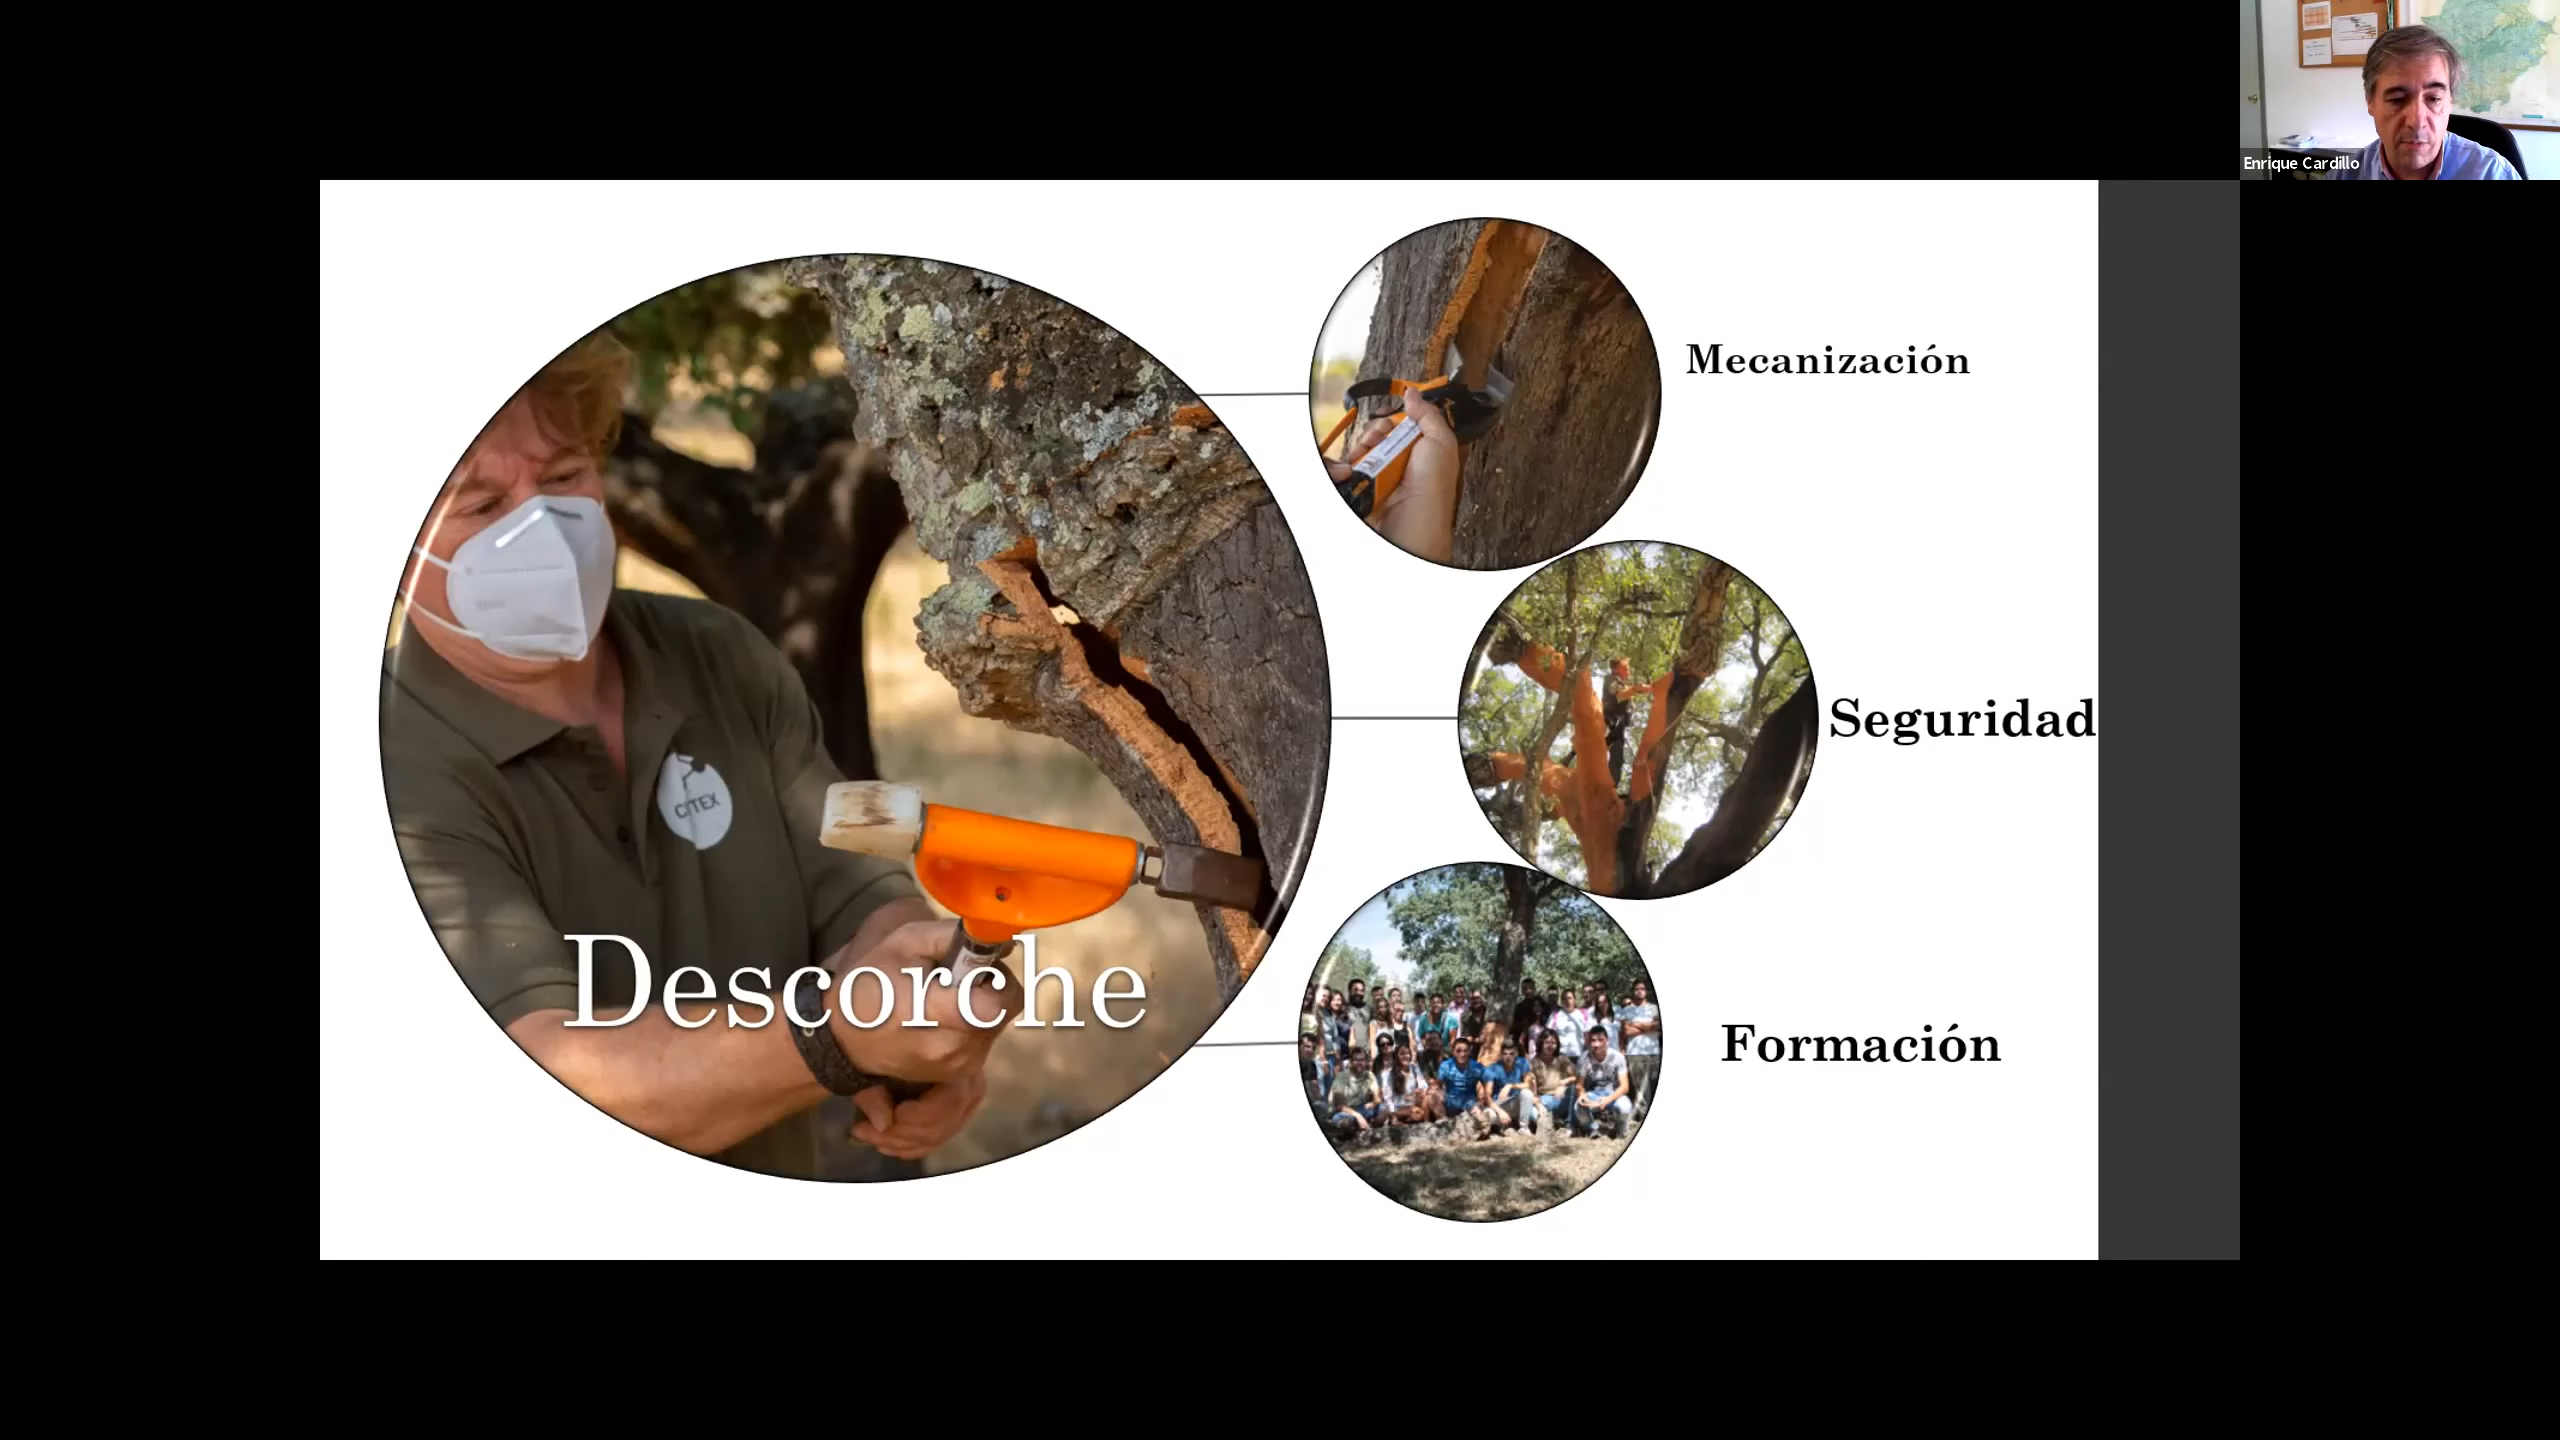 Enrique Cardillo
Mecanización
Seguridad
CITEX
Descorche
Formación